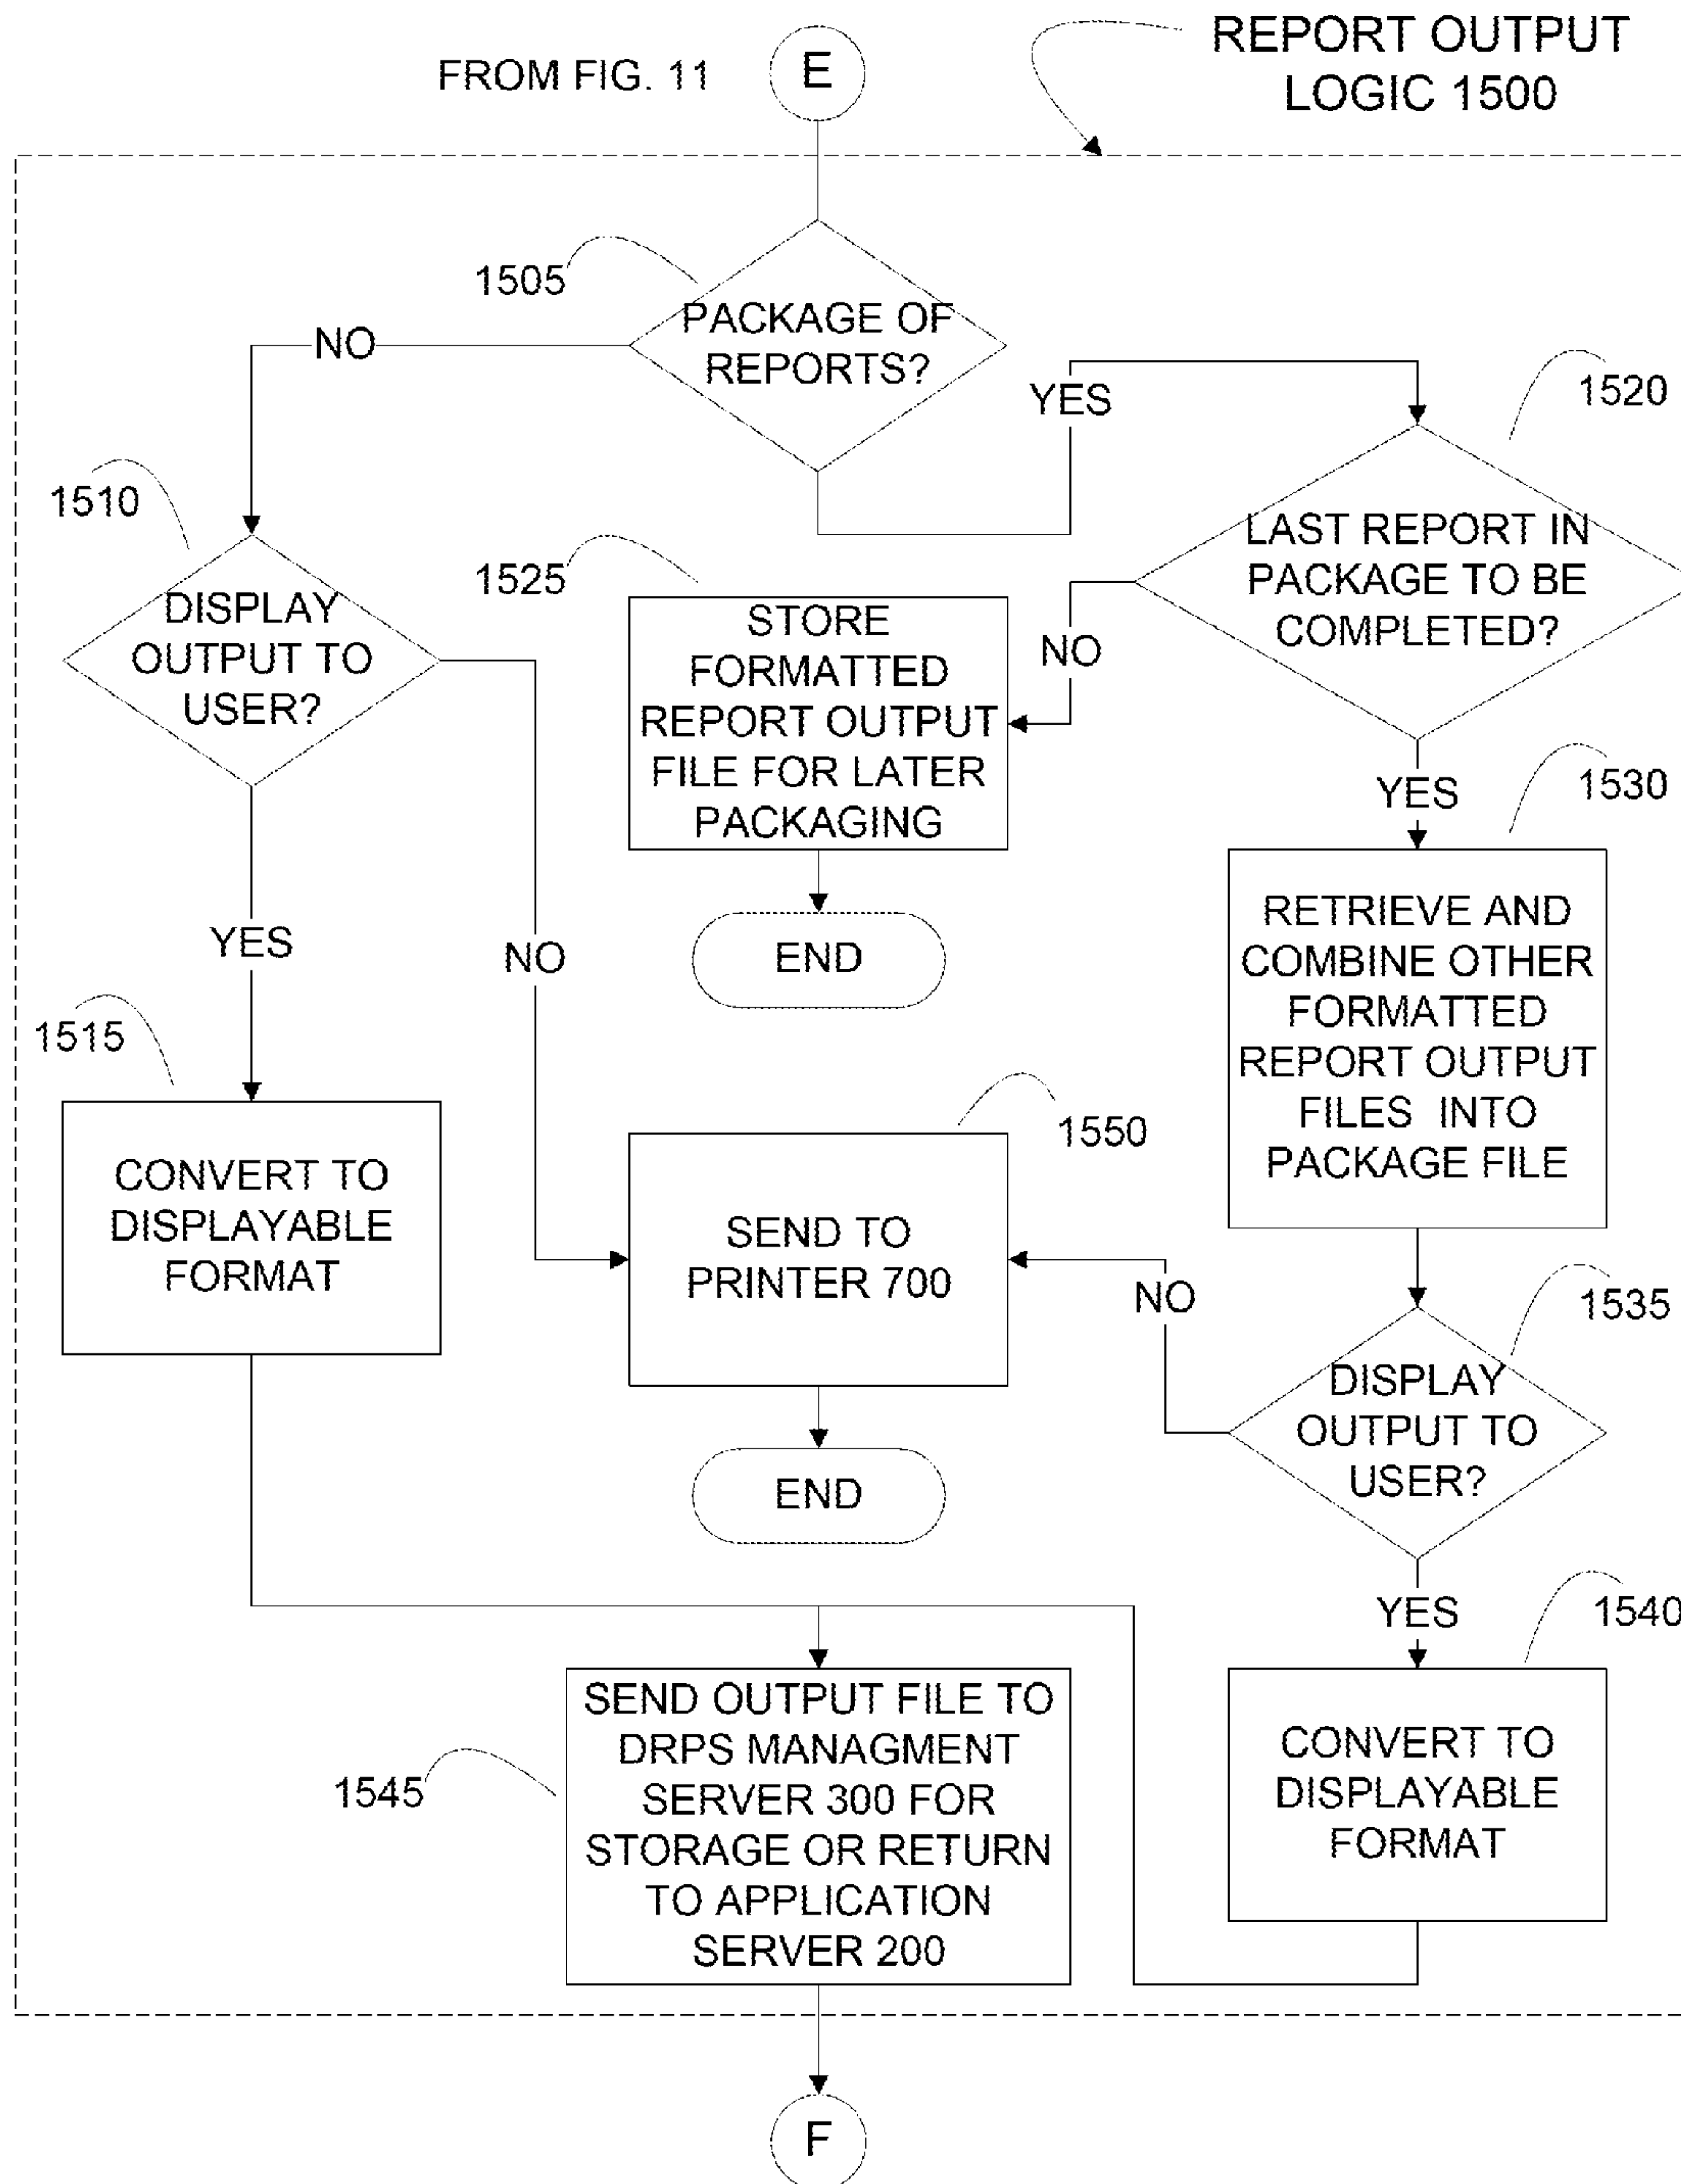 REPORT OUTPUT
LOGIC 1500
FROM FIG. 11
E
1505
PACKAGE OF
REPORTS?
NO
YES
1520
1510
LAST REPORT IN
PACKAGE TO BE
COMPLETED?
1525
DISPLAY
OUTPUT TO
USER?
STORE
FORMATTED
REPORT OUTPUT
FILE FOR LATER
PACKAGING
NO
YES
1530
YES
NO
END
RETRIEVE AND
COMBINE OTHER
FORMATTED
REPORT OUTPUT
FILES INTO
PACKAGE FILE
1515
1550
CONVERT TO
DISPLAYABLE
FORMAT
SEND TO
PRINTER 700
NO
1535
DISPLAY
OUTPUT TO
USER?
END
YES
1540
SEND OUTPUT FILE TO
DRPS MANAGMENT
SERVER 300 FOR
STORAGE OR RETURN
TO APPLICATION
SERVER 200
1545
CONVERT TO
DISPLAYABLE
FORMAT
F